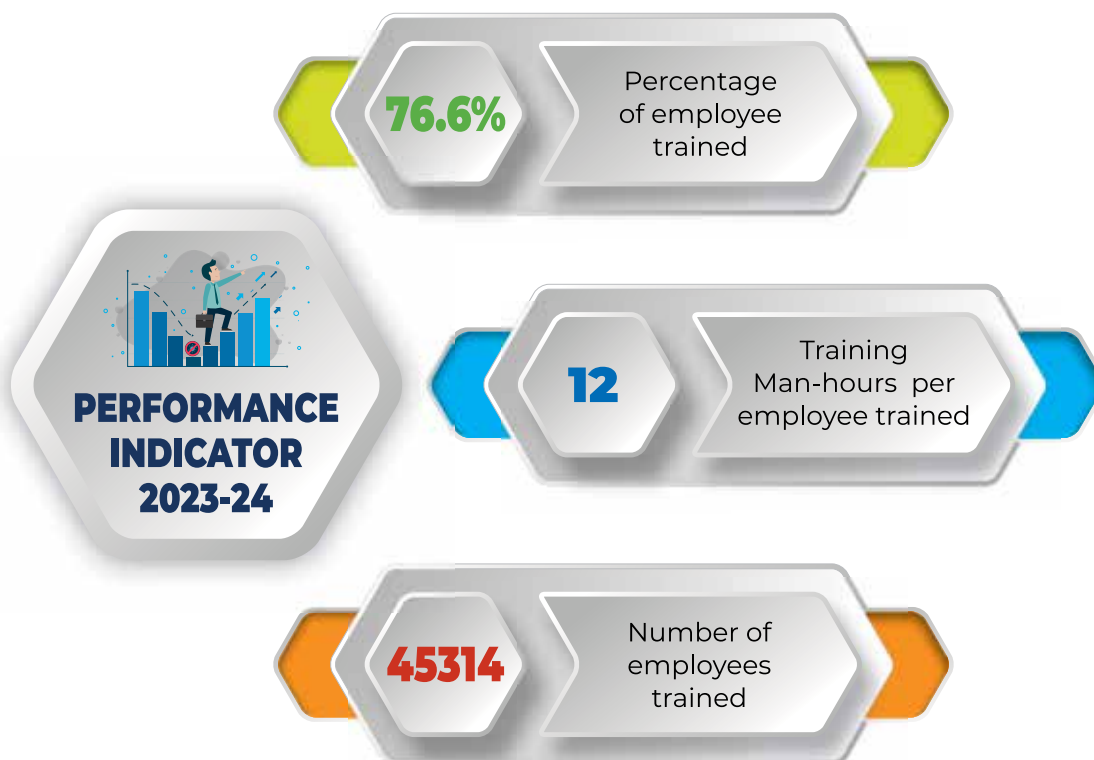 76.6%
Percentage
of employee
trained
PERFORMANCE
INDICATOR
2023-24
12
Training
Man-hours per
employee trained
45314
Number of
employees
trained